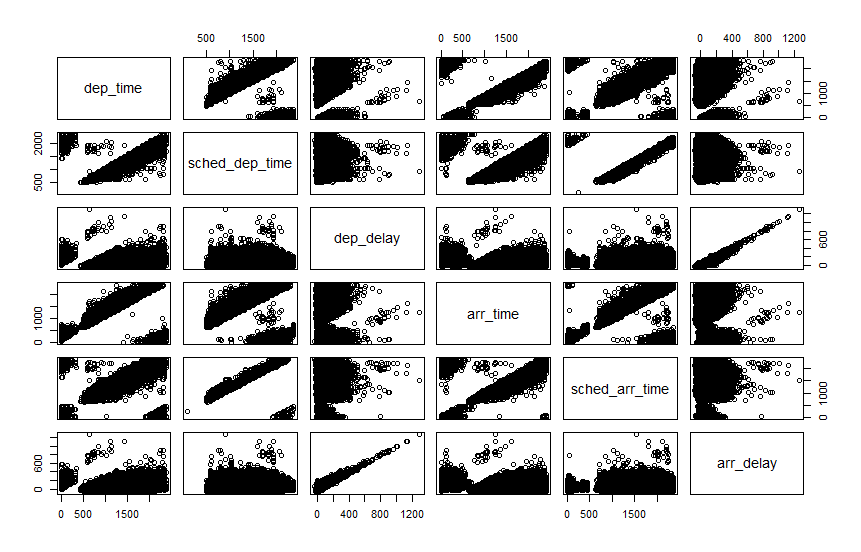 500 1500
0 500 1500
0 400 800 1200
dep_time
0 1000
500 2000
sched_dep_time
dep_delay
0 600
0 1000
arr_time
sched_arr_time
0 1000
0 600
arr_delay
0 500 1500
0 400 800 1200
0 500 1500